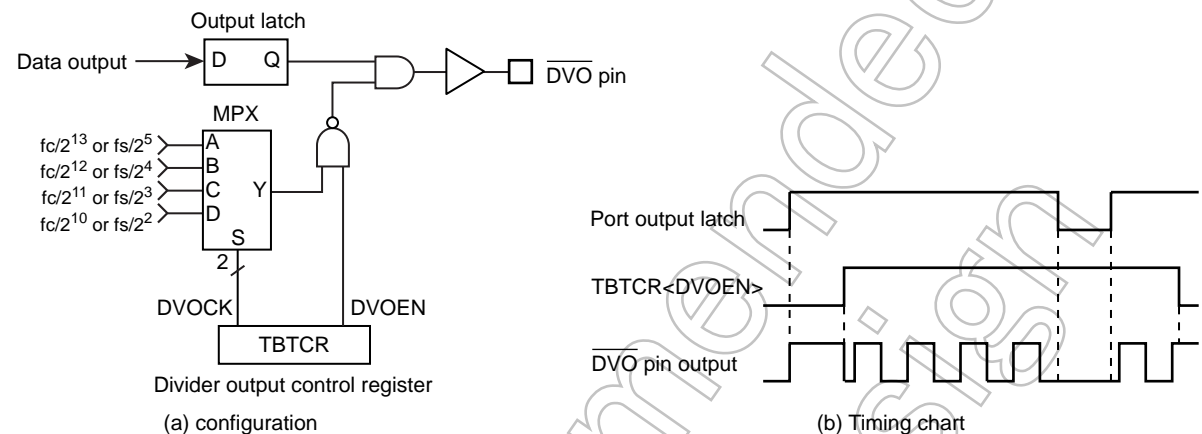 Output latch
Data output
D Q
DVO pin
MPX
fc/2^13 or fs/2^5
A
fc/2^12 or fs/2^4
B
fc/2^11 or fs/2^3
C
Y
fc/2^10 or fs/2^2
D
S
2
DVOCK
DVOEN
TBTCR
Divider output control register
(a) configuration
Port output latch
TBTCR<DVOEN>
DVO pin output
(b) Timing chart
mended
sign